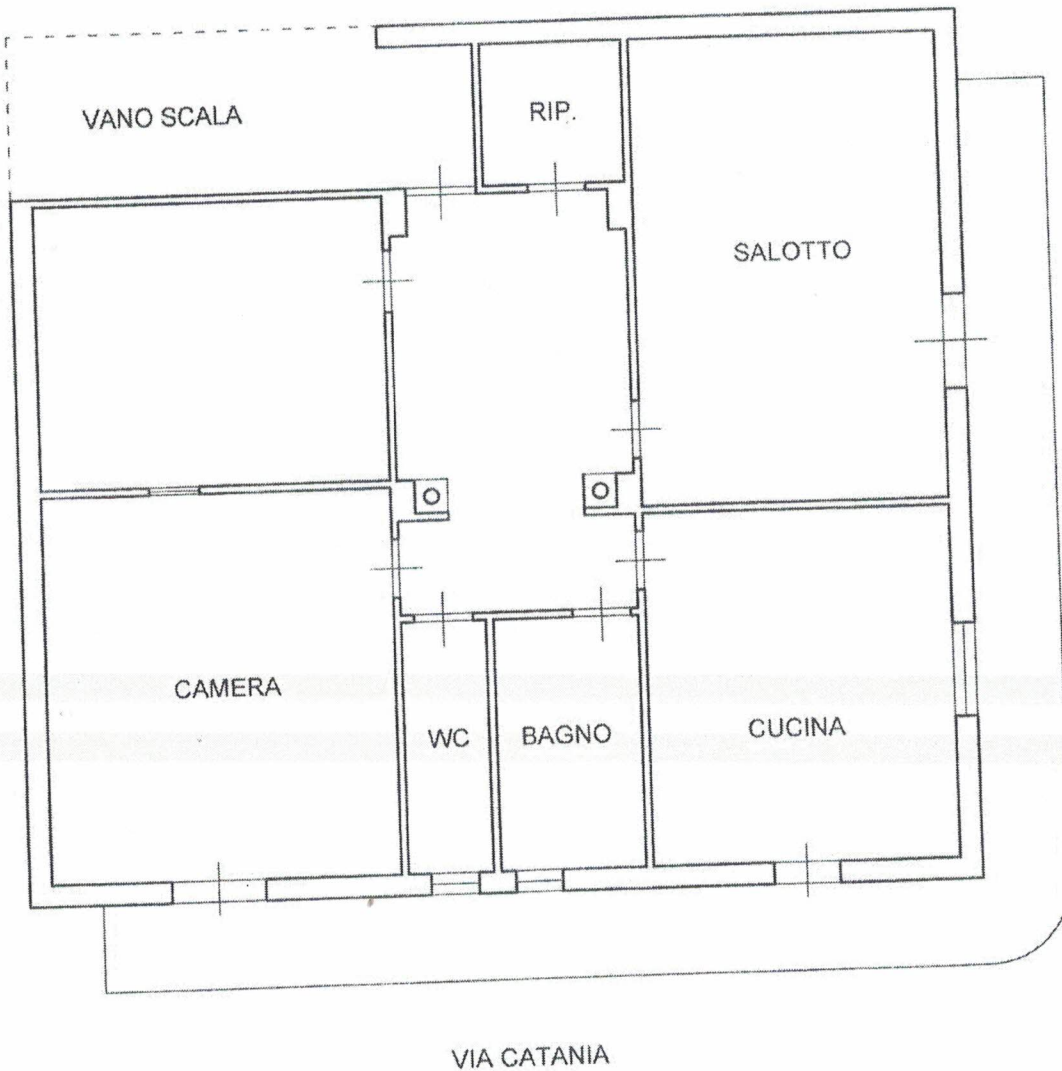 VANO SCALA
RIP.
SALOTTO
CAMERA
WC
BAGNO
CUCINA
VIA CATANIA